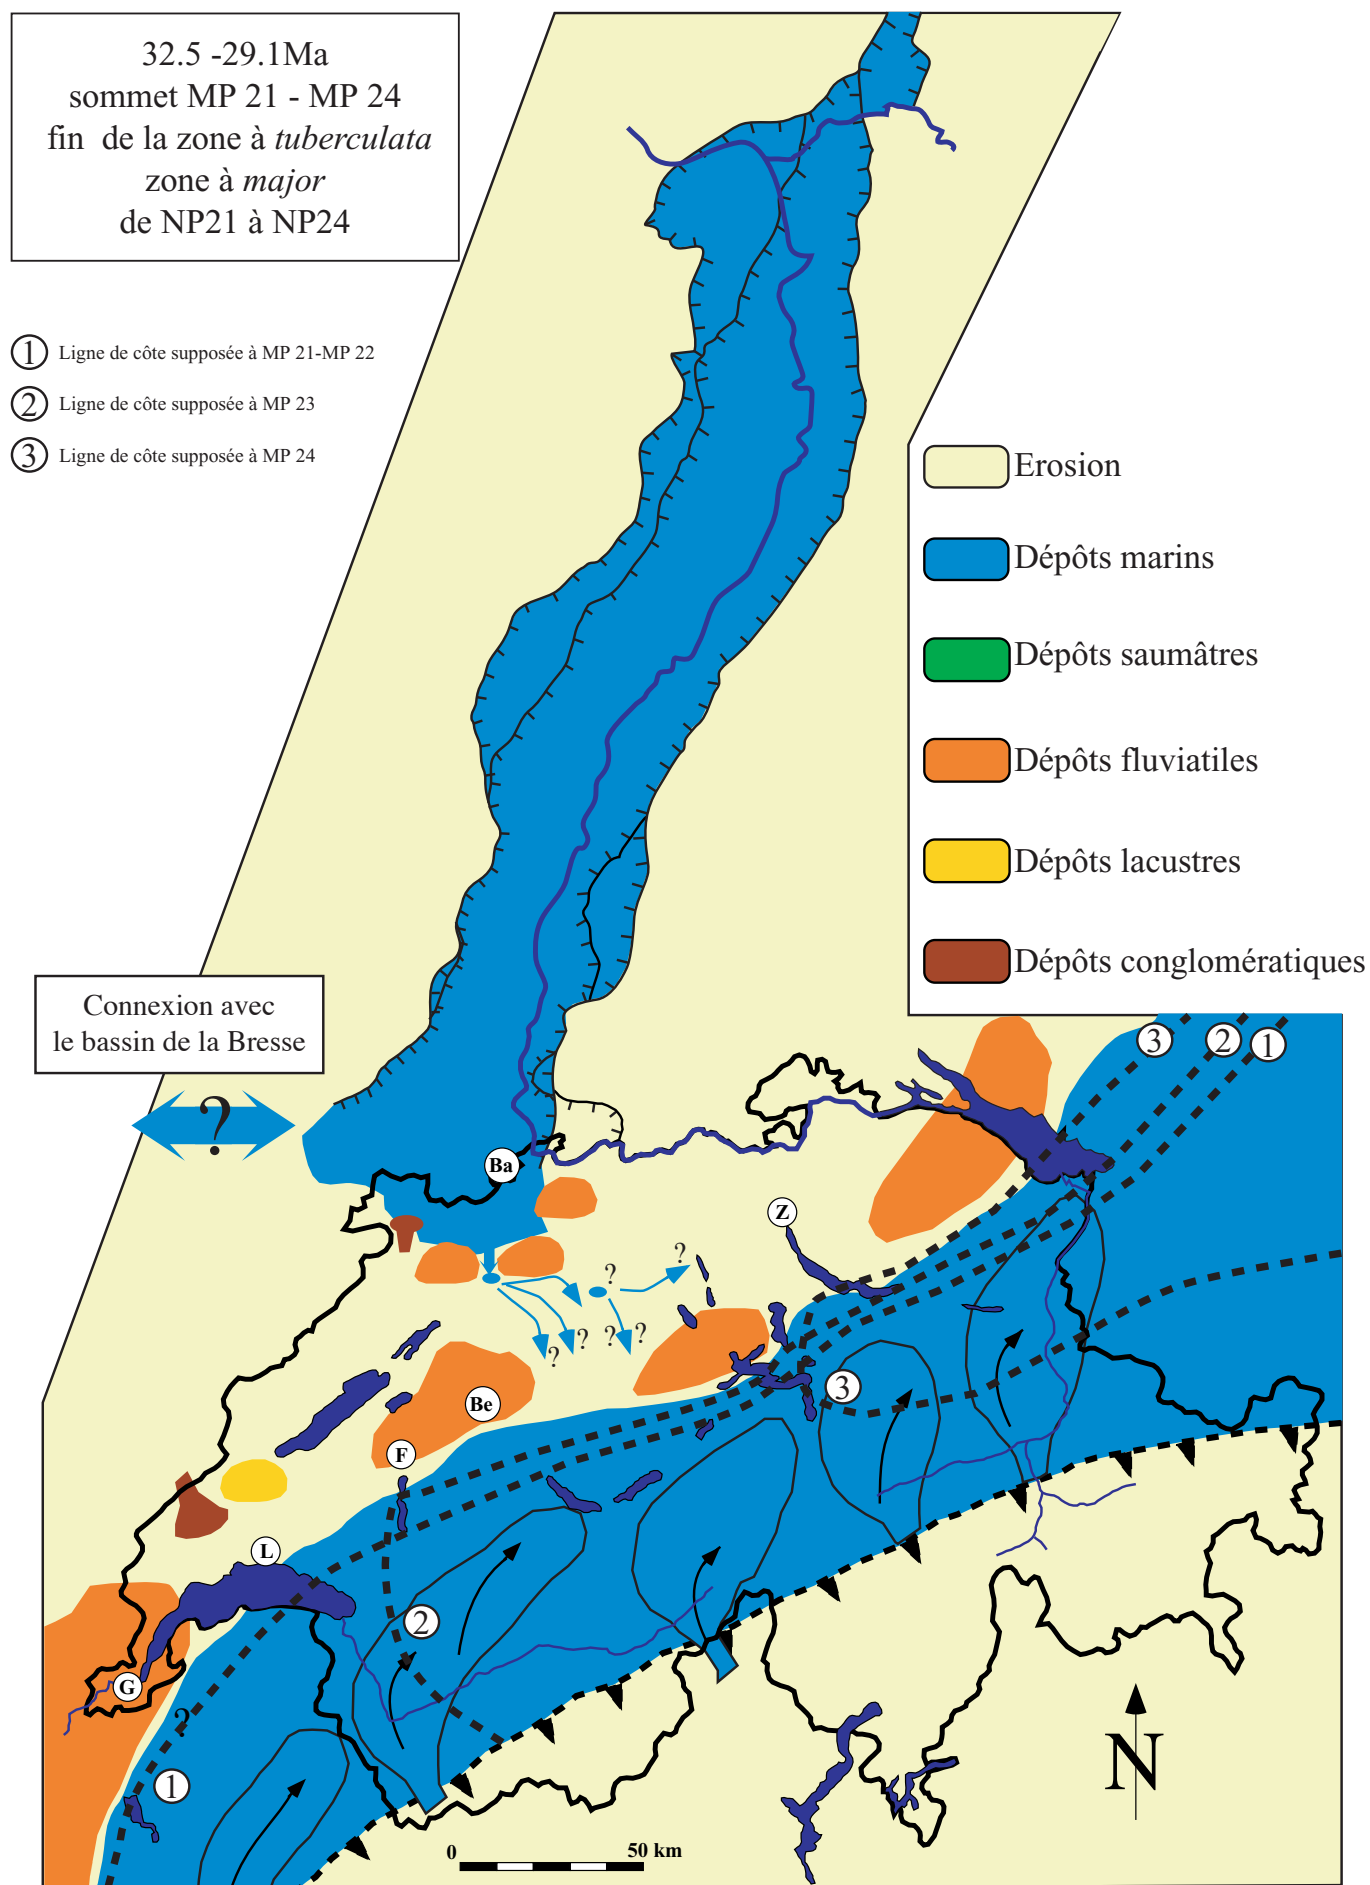 32.5 -29.1Ma
sommet MP 21 - MP 24
fin de la zone à tuberculata
zone à major
de NP21 à NP24
1 Ligne de côte supposée à MP 21-MP 22
2 Ligne de côte supposée à MP 23
3 Ligne de côte supposée à MP 24
Erosion
Dépôts marins
Dépôts saumâtres
Dépôts fluviatiles
Dépôts lacustres
Dépôts conglomératiques
Connexion avec
le bassin de la Bresse
?
3
2
1
Ba
Z
?
?
?
?
?
?
3
Be
F
L
2
G
?
1
N
0
50 km